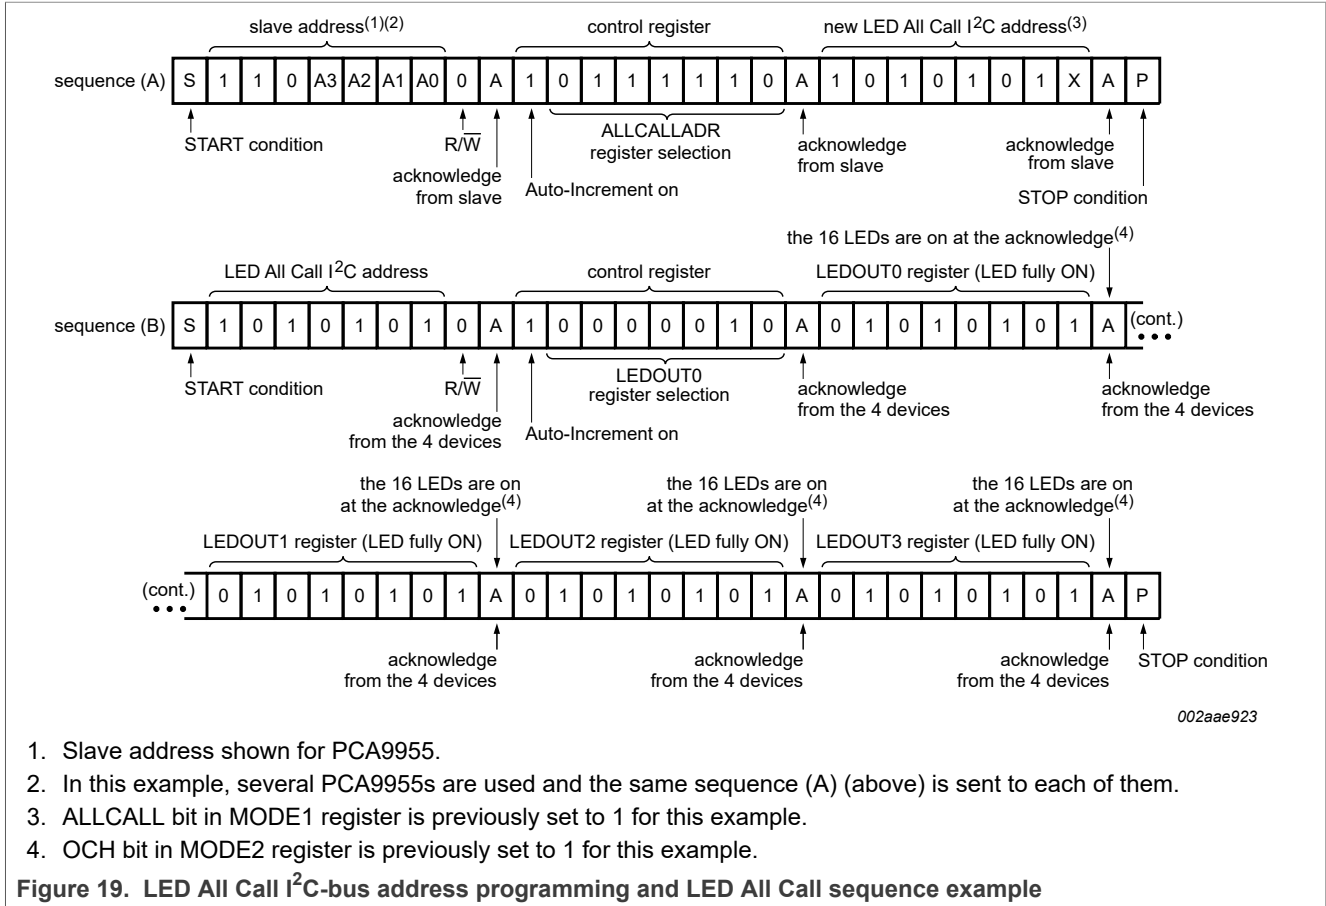 slave address(1)(2) control register new LED All Call I²C address(3)
sequence (A) S 1 1 0 A3 A2 A1 A0 0 A 1 0 1 1 1 1 1 0 A 1 0 1 0 1 0 1 X A P
START condition R/W̅ ALLCALLADR acknowledge acknowledge
register selection from slave from slave
acknowledge
from slave Auto-Increment on STOP condition
the 16 LEDs are on at the acknowledge(4)
LED All Call I²C address control register LEDOUT0 register (LED fully ON)
sequence (B) S 1 0 1 0 1 0 1 0 A 1 0 0 0 0 0 1 0 A 0 1 0 1 0 1 0 1 A (cont.)
START condition R/W̅ LEDOUT0 acknowledge acknowledge
register selection from the 4 devices from the 4 devices
acknowledge
from the 4 devices Auto-Increment on
the 16 LEDs are on the 16 LEDs are on the 16 LEDs are on
at the acknowledge(4) at the acknowledge(4) at the acknowledge(4)
LEDOUT1 register (LED fully ON) LEDOUT2 register (LED fully ON) LEDOUT3 register (LED fully ON)
(cont.) 0 1 0 1 0 1 0 1 A 0 1 0 1 0 1 0 1 A 0 1 0 1 0 1 0 1 A P
acknowledge acknowledge acknowledge STOP condition
from the 4 devices from the 4 devices from the 4 devices
002aae923
1. Slave address shown for PCA9955.
2. In this example, several PCA9955s are used and the same sequence (A) (above) is sent to each of them.
3. ALLCALL bit in MODE1 register is previously set to 1 for this example.
4. OCH bit in MODE2 register is previously set to 1 for this example.
Figure 19. LED All Call I²C-bus address programming and LED All Call sequence example